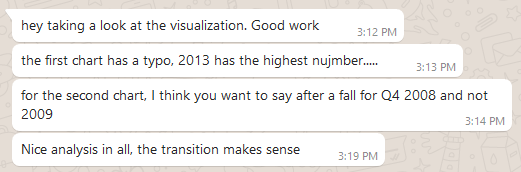 hey taking a look at the visualization. Good work
3:12 PM
the first chart has a typo, 2013 has the highest nujmber.....
3:13 PM
for the second chart, I think you want to say after a fall for Q4 2008 and not
2009
3:14 PM
Nice analysis in all, the transition makes sense
3:19 PM